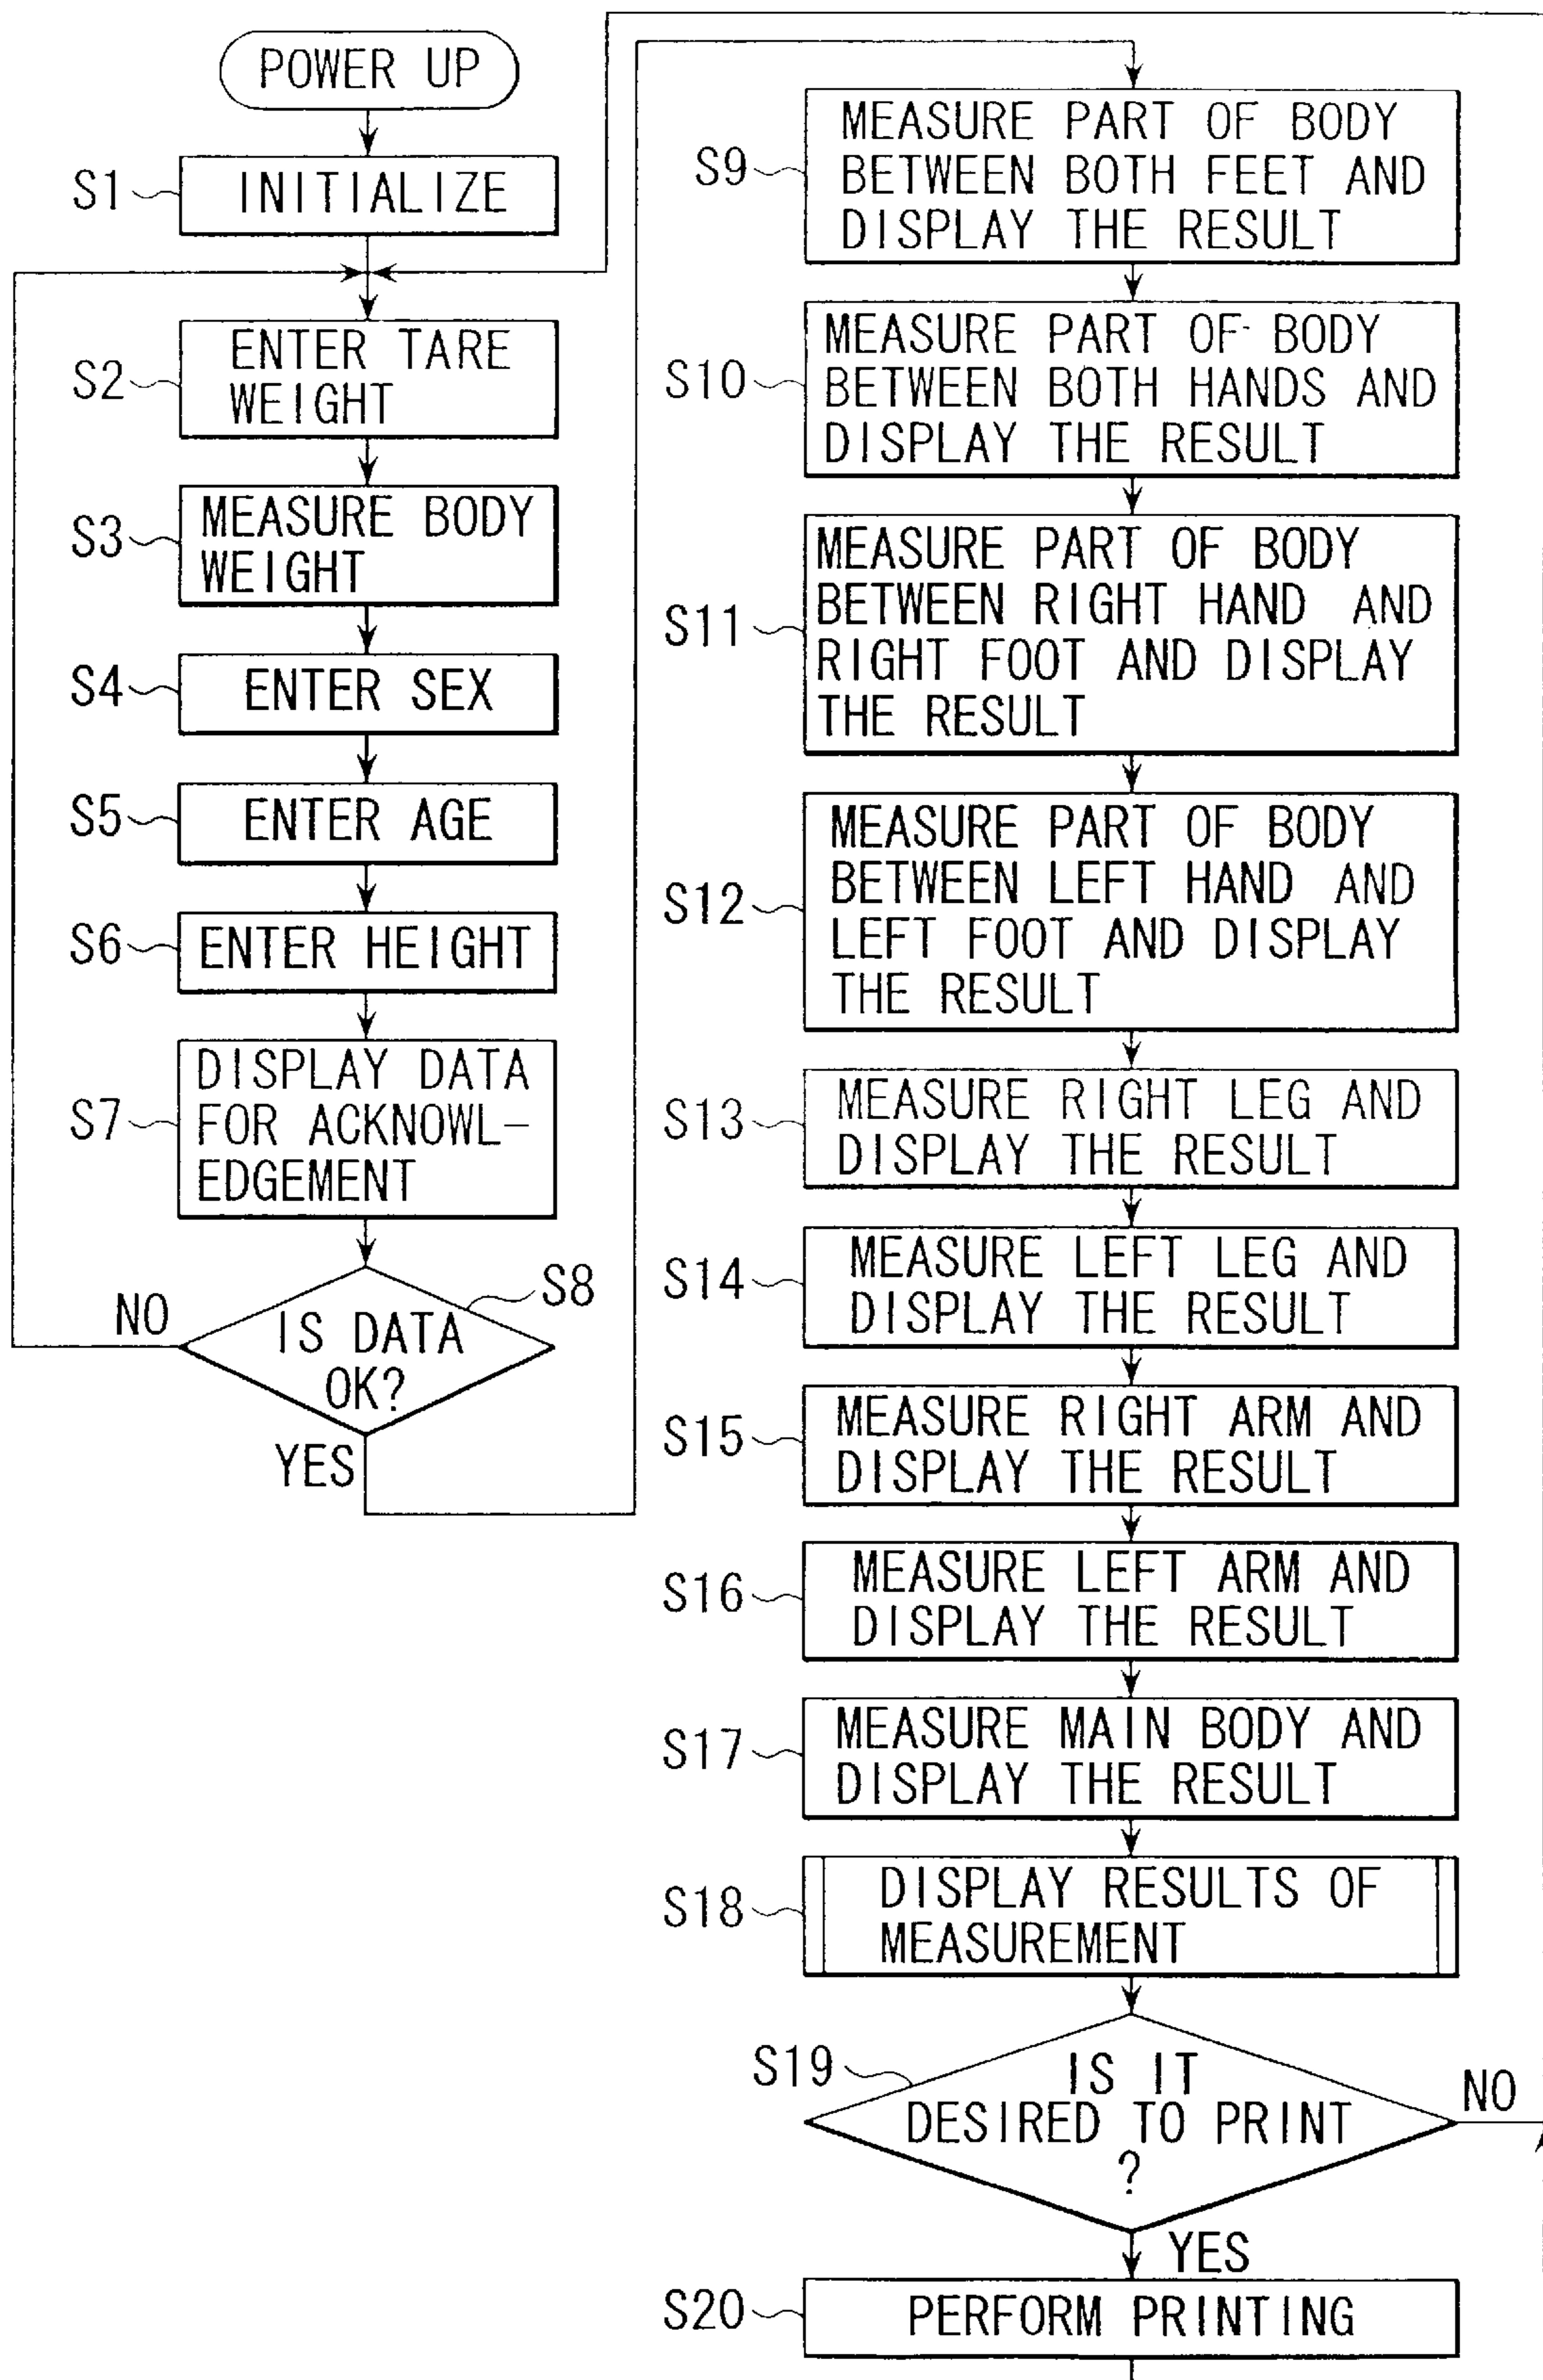 POWER UP
S1
INITIALIZE
S2
ENTER TARE
WEIGHT
S3
MEASURE BODY
WEIGHT
S4
ENTER SEX
S5
ENTER AGE
S6
ENTER HEIGHT
S7
DISPLAY DATA
FOR ACKNOWL-
EDGEMENT
S8
NO
IS DATA
OK?
YES
S9
MEASURE PART OF BODY
BETWEEN BOTH FEET AND
DISPLAY THE RESULT
S10
MEASURE PART OF BODY
BETWEEN BOTH HANDS AND
DISPLAY THE RESULT
S11
MEASURE PART OF BODY
BETWEEN RIGHT HAND AND
RIGHT FOOT AND DISPLAY
THE RESULT
S12
MEASURE PART OF BODY
BETWEEN LEFT HAND AND
LEFT FOOT AND DISPLAY
THE RESULT
S13
MEASURE RIGHT LEG AND
DISPLAY THE RESULT
S14
MEASURE LEFT LEG AND
DISPLAY THE RESULT
S15
MEASURE RIGHT ARM AND
DISPLAY THE RESULT
S16
MEASURE LEFT ARM AND
DISPLAY THE RESULT
S17
MEASURE MAIN BODY AND
DISPLAY THE RESULT
S18
DISPLAY RESULTS OF
MEASUREMENT
S19
IS IT
DESIRED TO PRINT
?
NO
YES
S20
PERFORM PRINTING